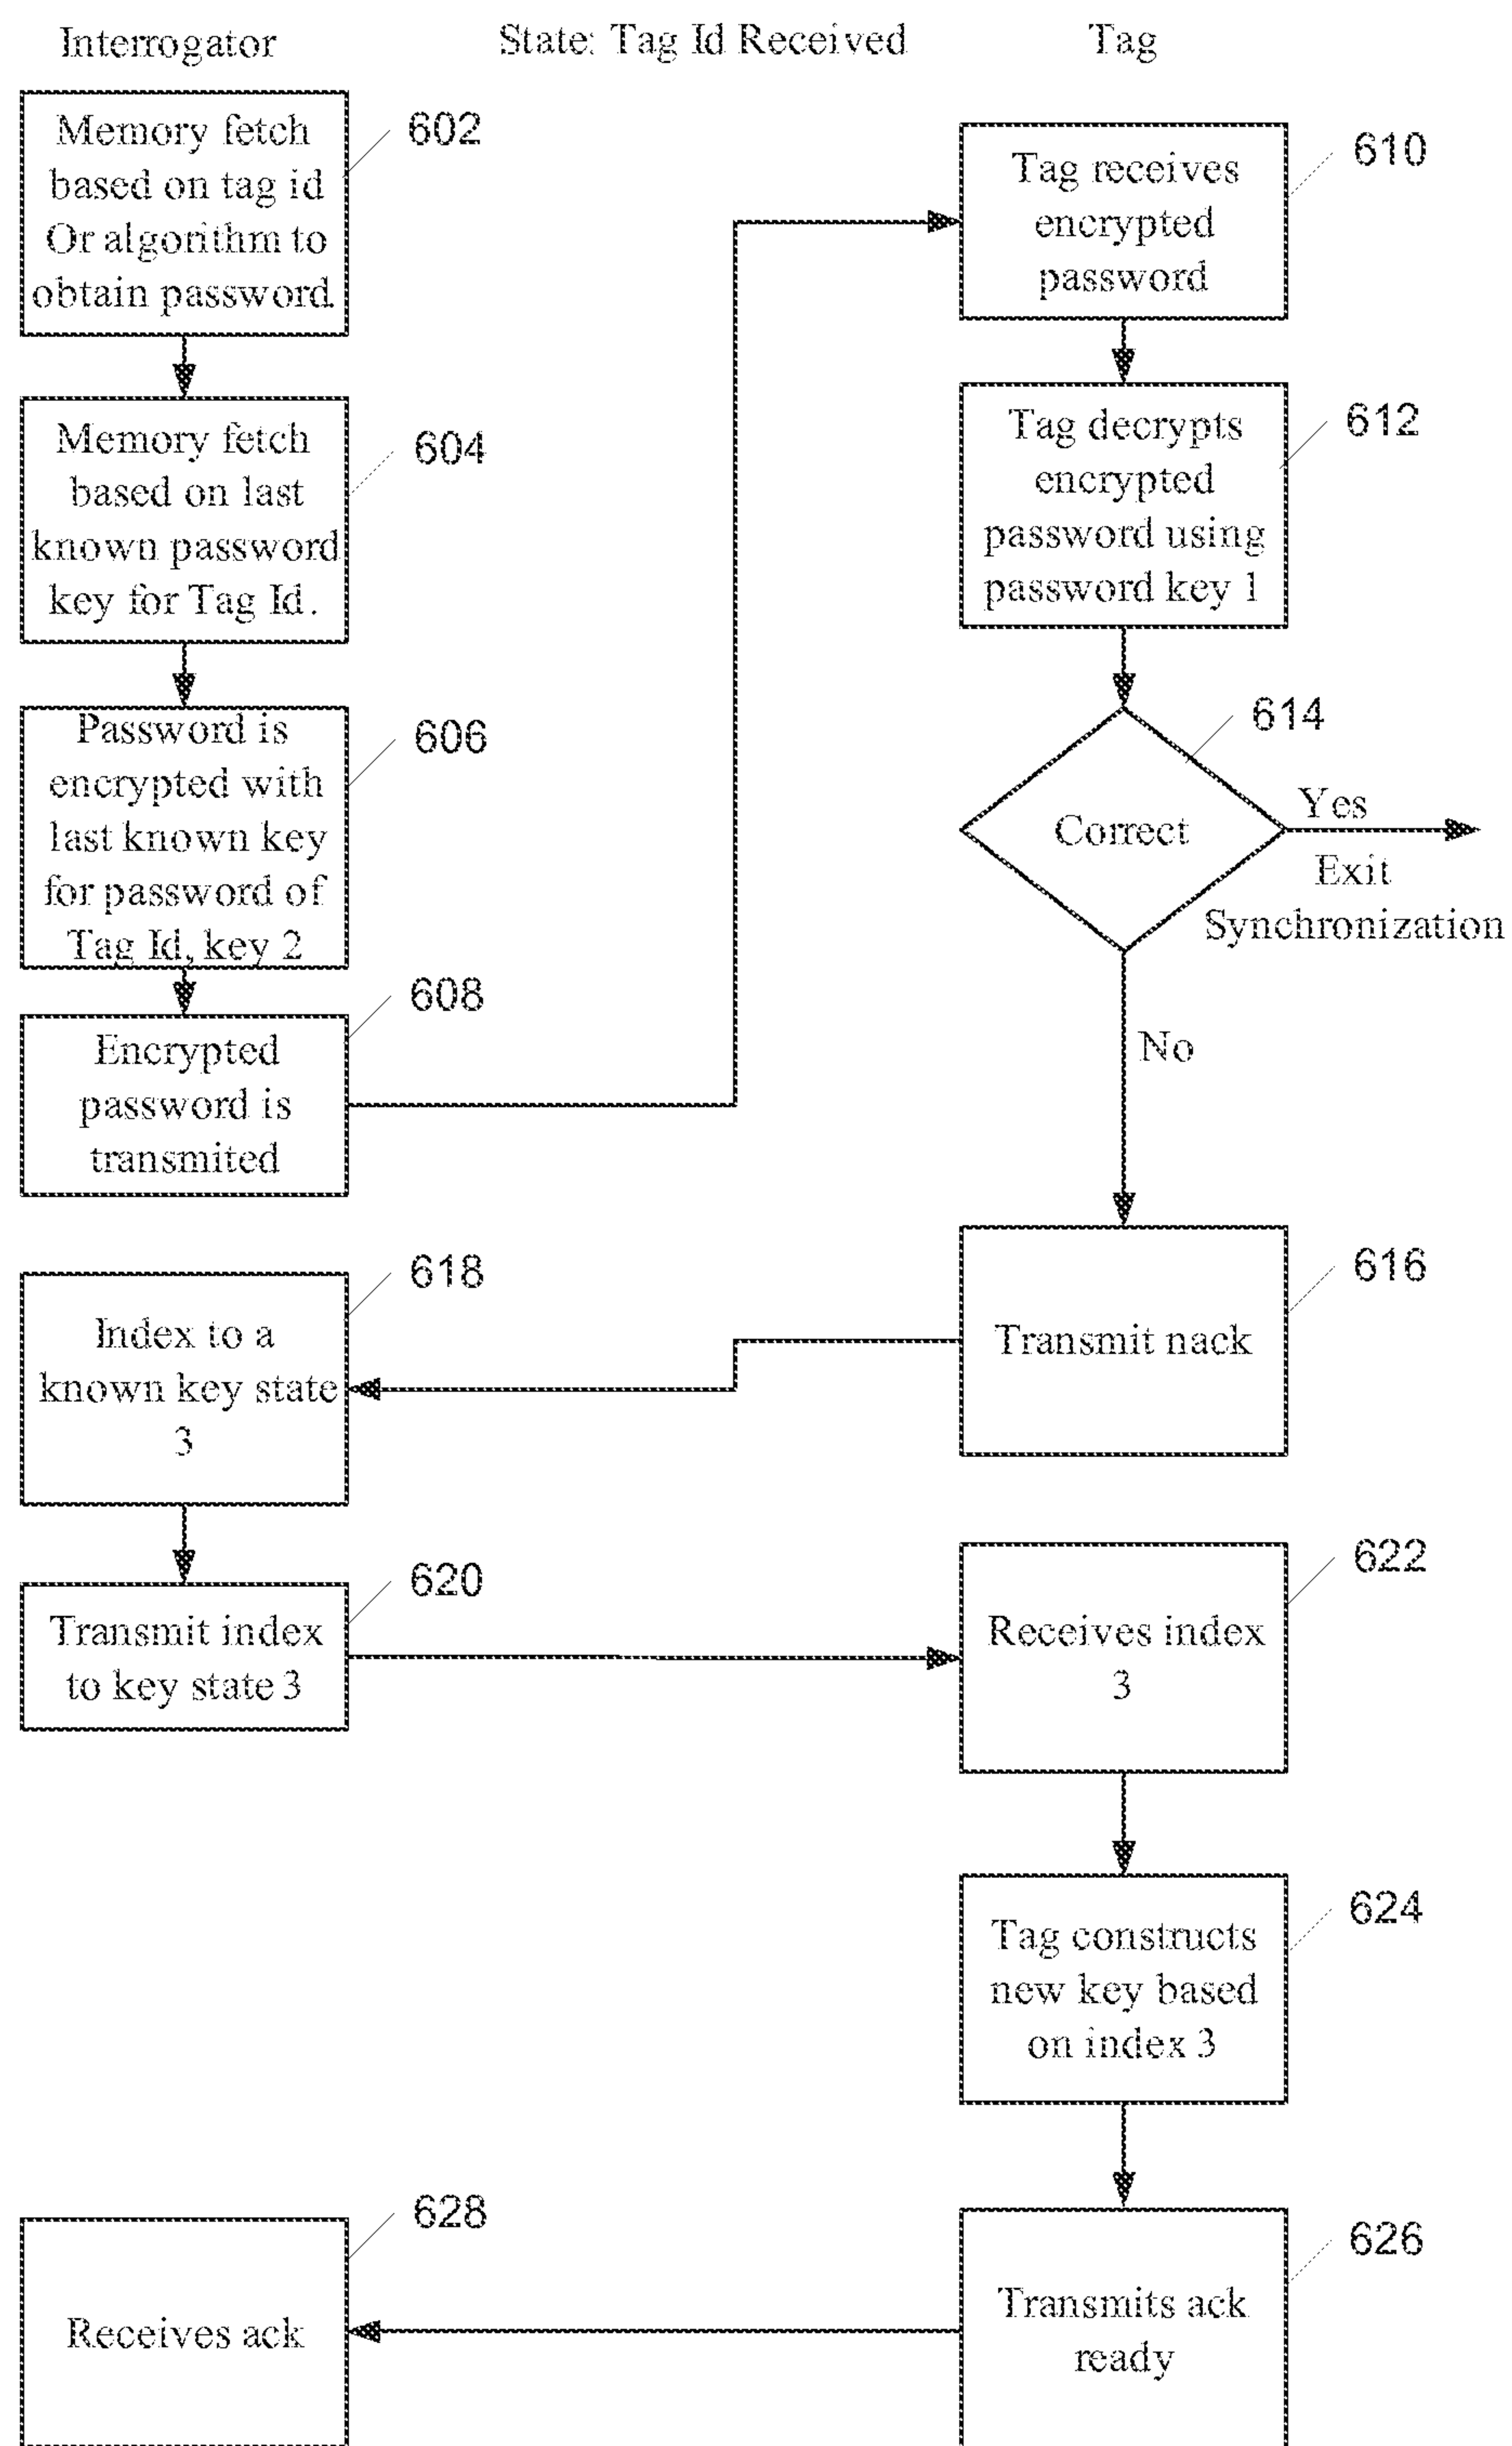 Interrogator
State: Tag Id Received
Tag
Memory fetch
based on tag id
Or algorithm to
obtain password.
602
Memory fetch
based on last
known password
key for Tag Id.
604
Password is
encrypted with
last known key
for password of
Tag Id, key 2
606
Encrypted
password is
transmited
608
Tag receives
encrypted
password
610
Tag decrypts
encrypted
password using
password key 1
612
Correct
614
Yes
Exit
Synchronization
No
Transmit nack
616
Index to a
known key state
3
618
Transmit index
to key state 3
620
Receives index
3
622
Tag constructs
new key based
on index 3
624
Transmits ack
ready
626
Receives ack
628